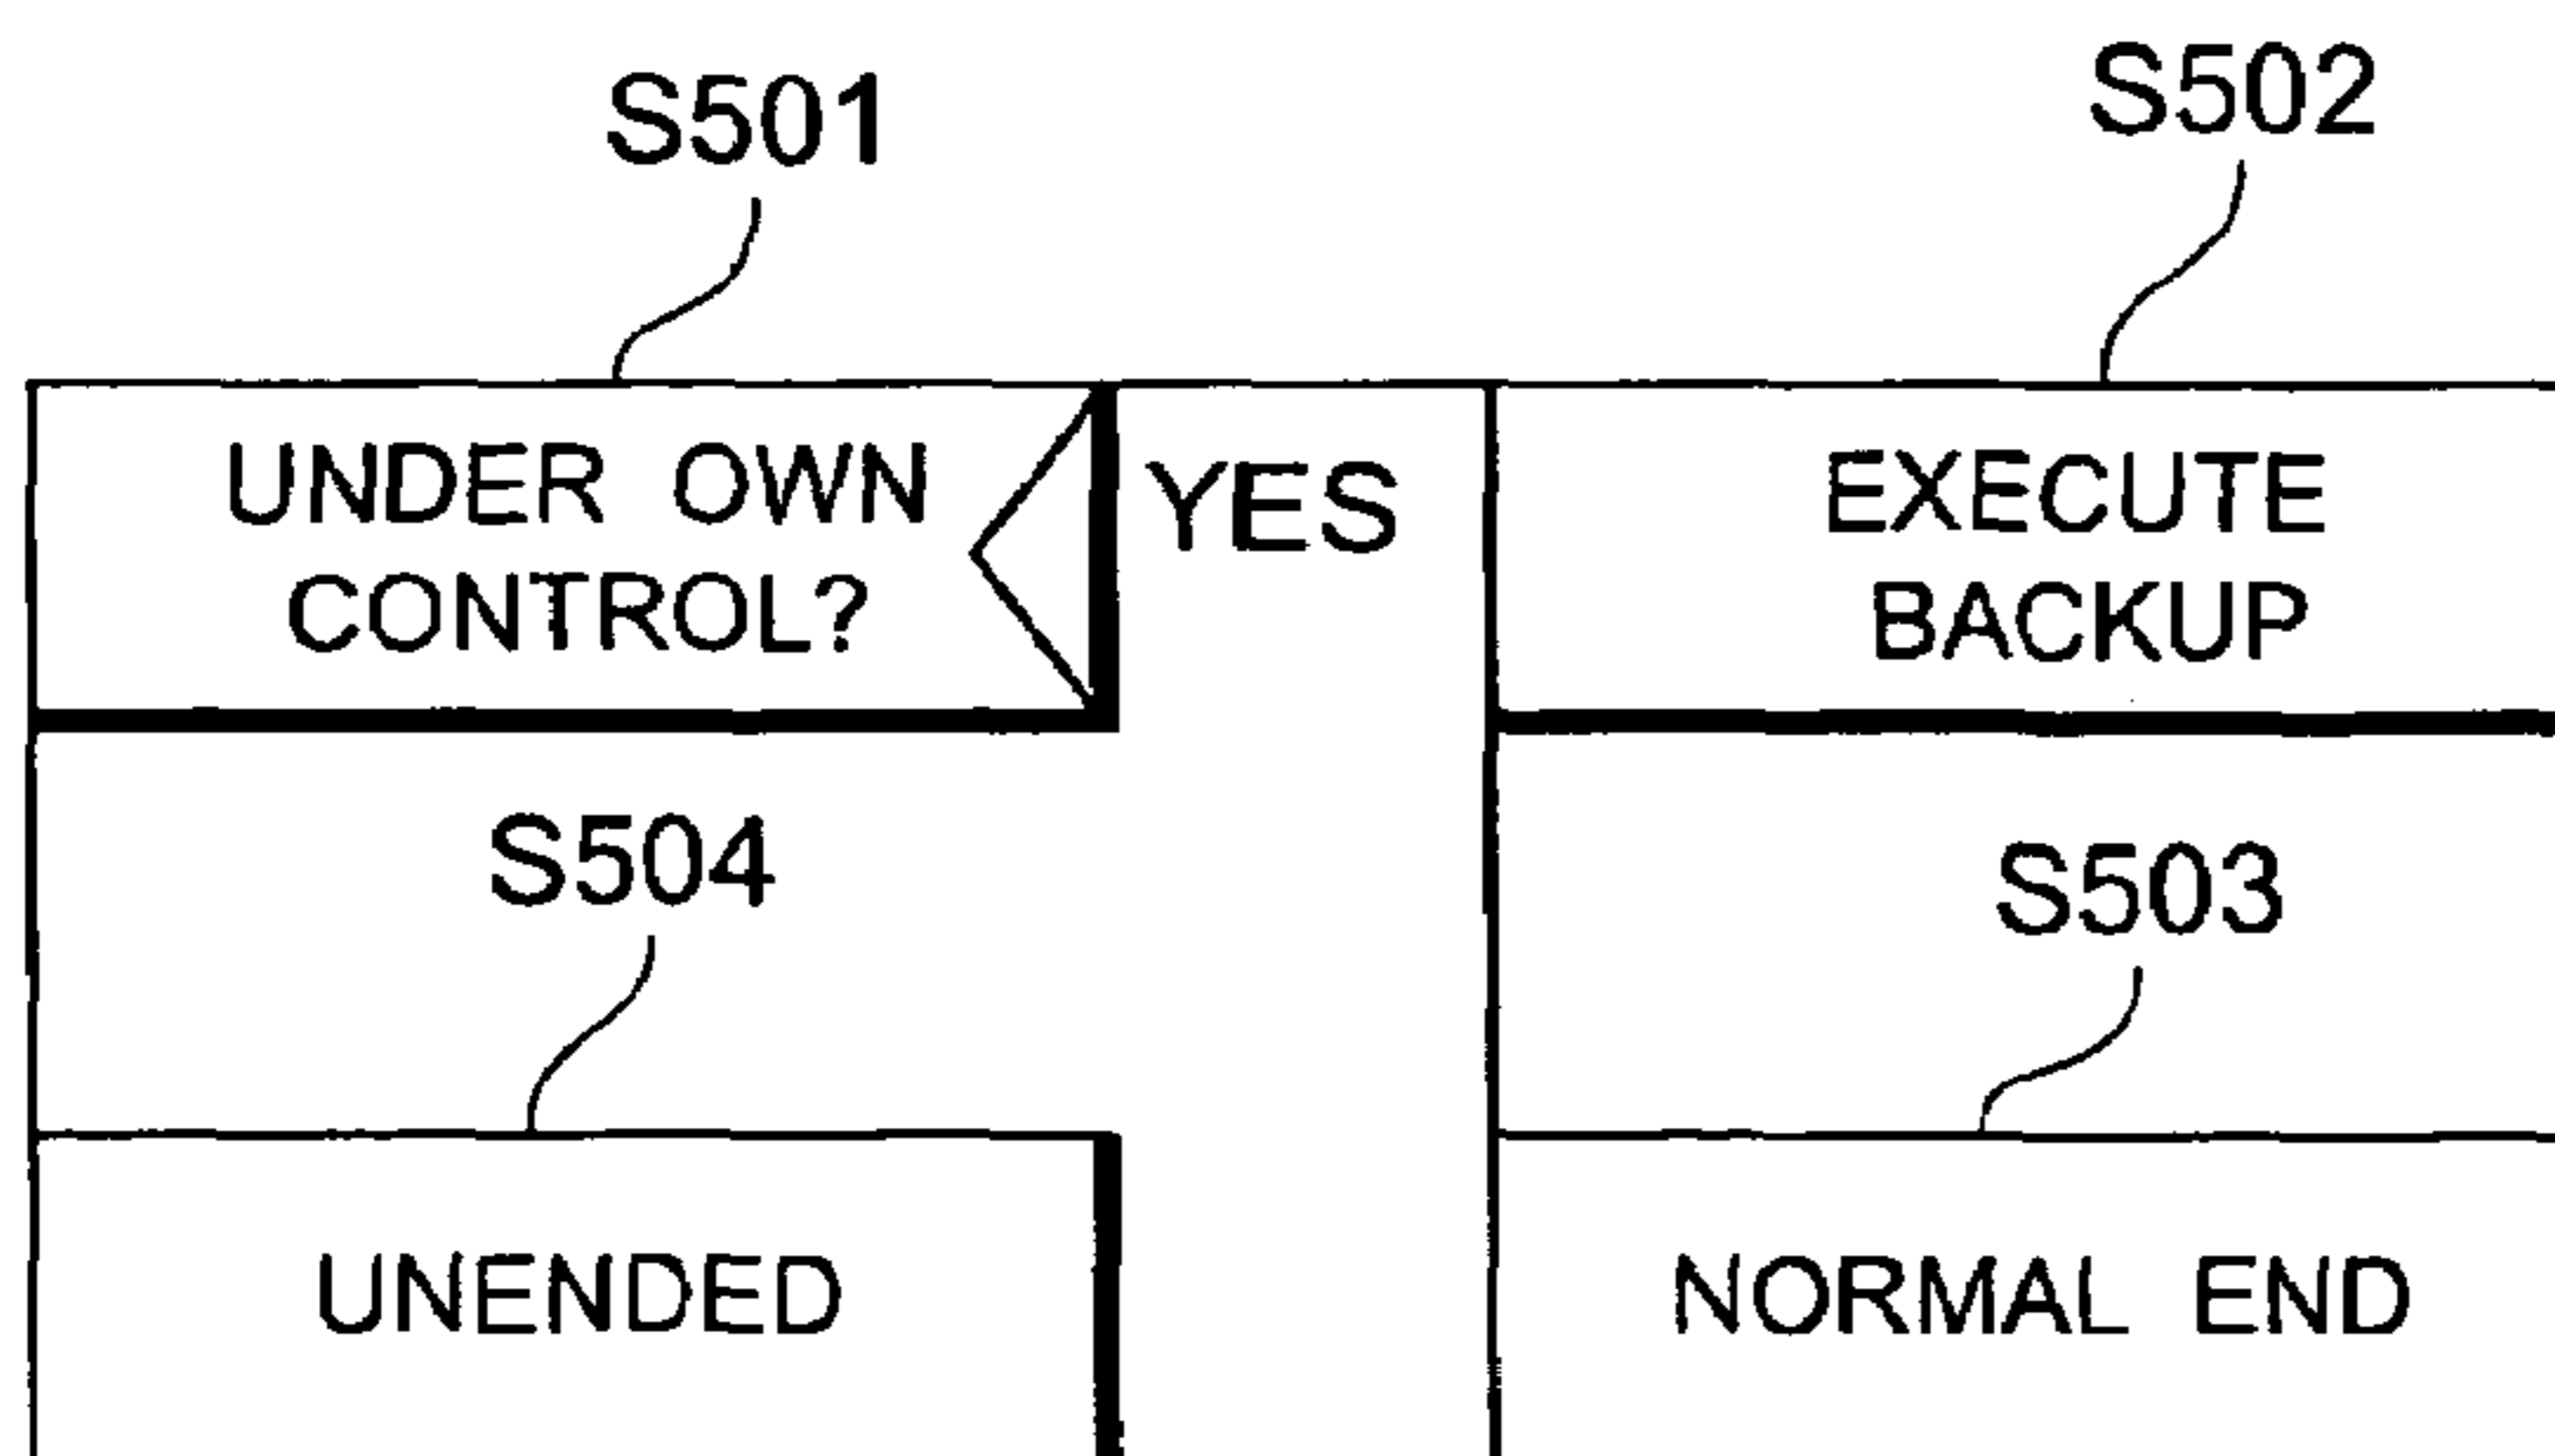 S501
S502
UNDER OWN
CONTROL?
YES
EXECUTE
BACKUP
S504
S503
UNENDED
NORMAL END